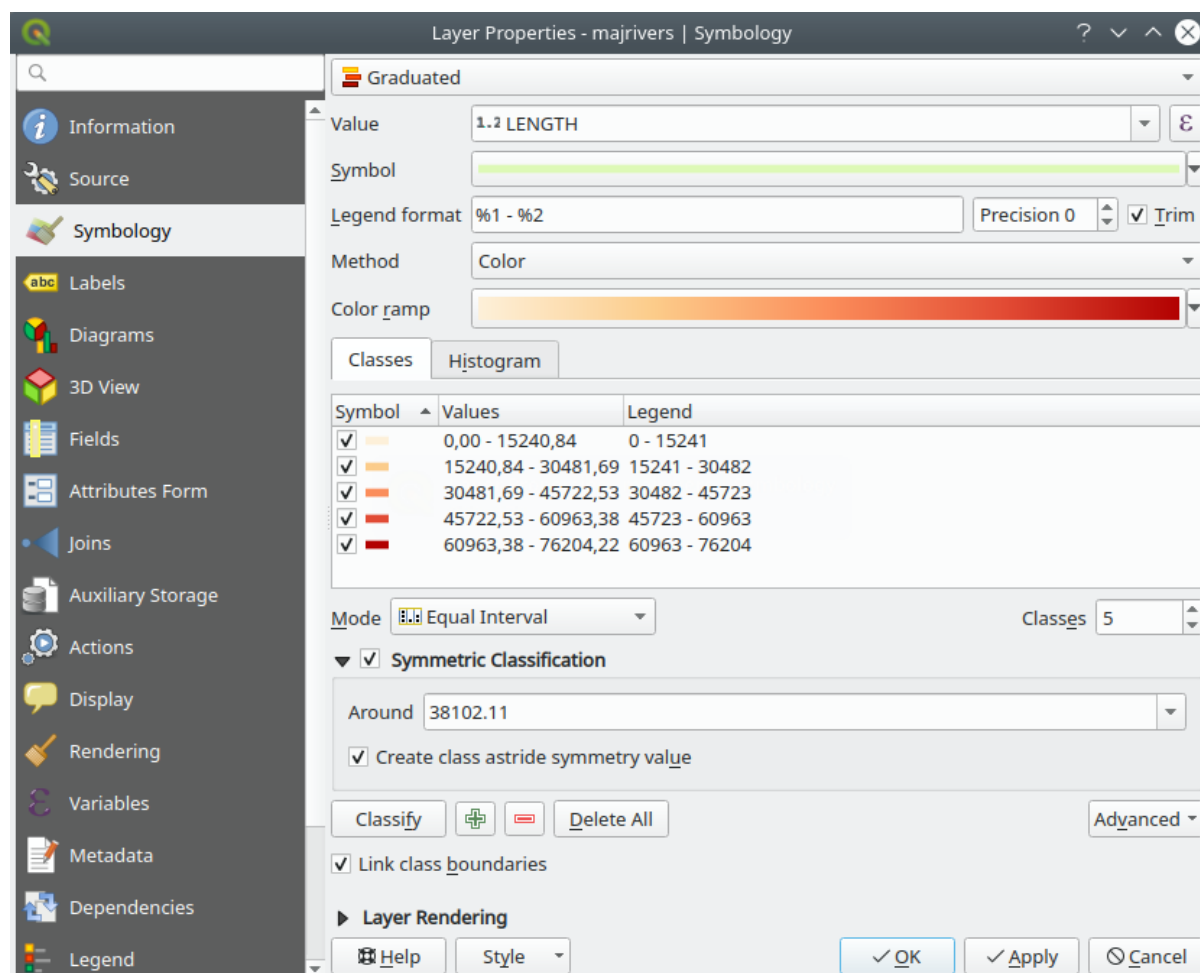 Layer Properties - majrivers | Symbology
Graduated
Information
Source
Symbology
Labels
Diagrams
3D View
Fields
Attributes Form
Joins
Auxiliary Storage
Actions
Display
Rendering
Variables
Metadata
Dependencies
Legend
Value 1.2 LENGTH ε
Symbol
Legend format %1 - %2 Precision 0 Trim
Method Color
Color ramp
Classes Histogram
Symbol Values Legend
0,00 - 15240,84 0 - 15241
15240,84 - 30481,69 15241 - 30482
30481,69 - 45722,53 30482 - 45723
45722,53 - 60963,38 45723 - 60963
60963,38 - 76204,22 60963 - 76204
Mode Equal Interval Classes 5
Symmetric Classification
Around 38102.11
Create class astride symmetry value
Classify Delete All Advanced
Link class boundaries
Layer Rendering
Help Style OK Apply Cancel